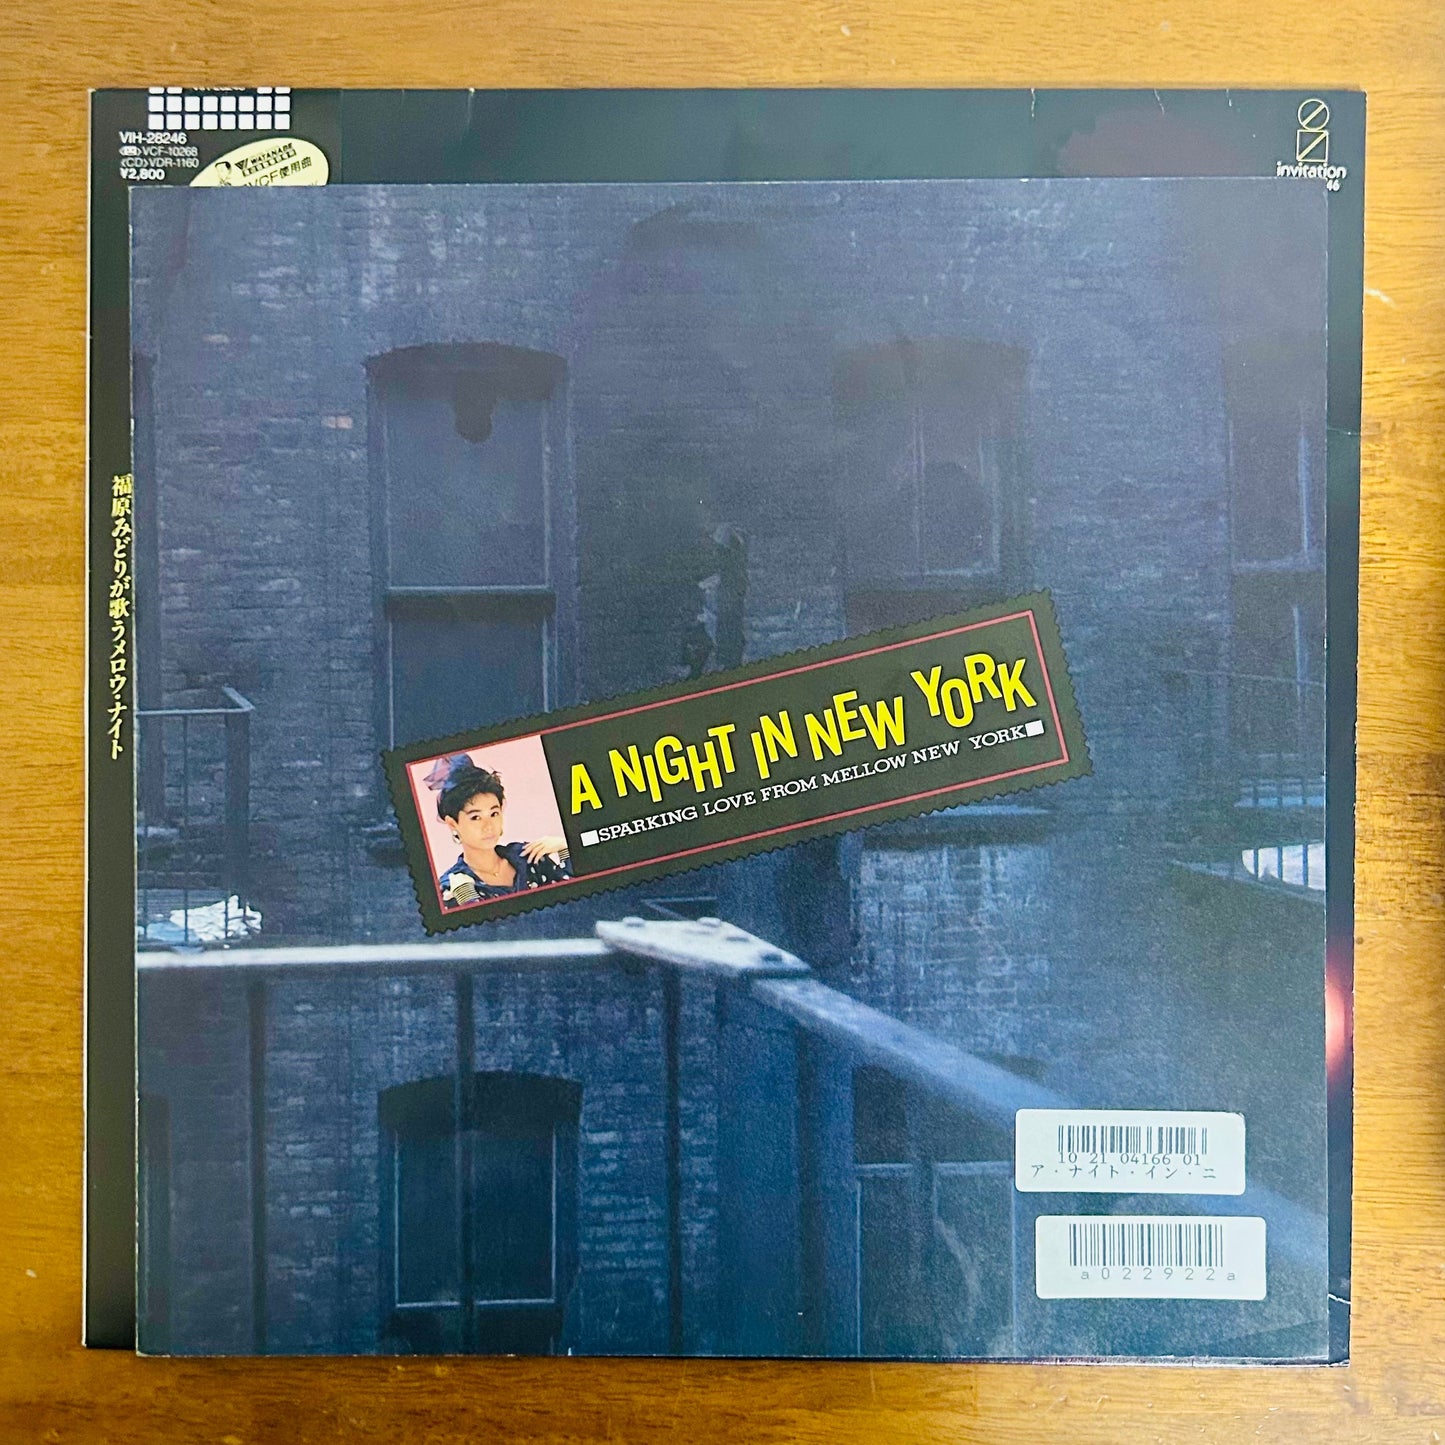 VIH-28246
VCF-10268
<CD>VDR-1160
¥2,800
WATANABE
VCF使用曲
invitation
46
福原みどりが歌うメロウ・ナイト
A NIGHT IN NEW YORK
SPARKING LOVE FROM MELLOW NEW YORK
10 21 04166 01
ア・ナイト・イン・ニ
a022922a